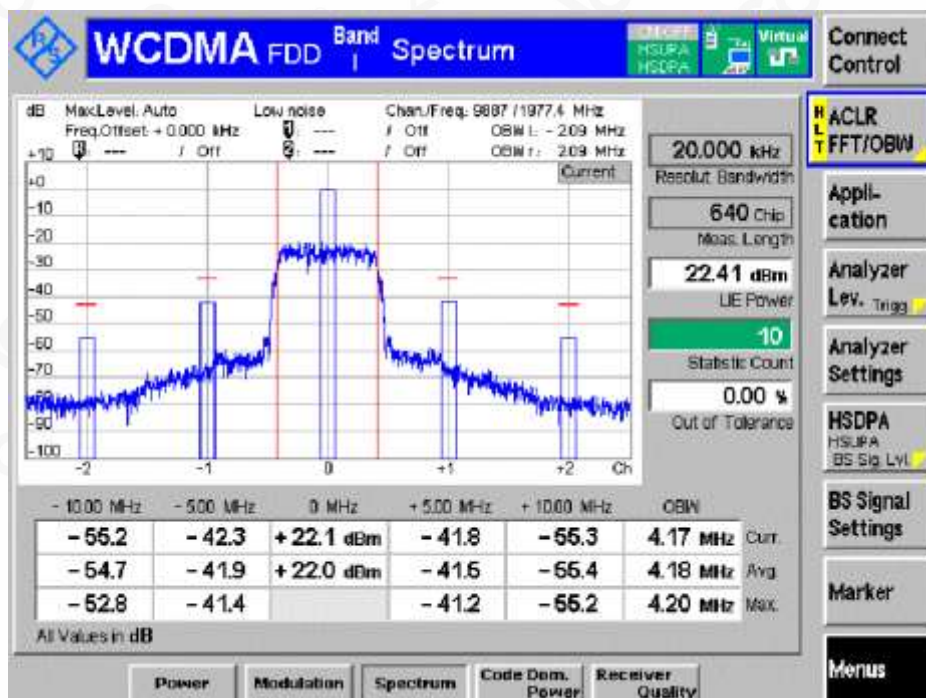 WCDMA FDD Band I Spectrum
ON/OFF
HSUPA
HSDPA
Virtual
Connect
Control
dB Max.Level: Auto Low noise Chan./Freq.: 9887 / 1977.4 MHz
Freq.Offset: + 0.000 kHz 1: --- / Off OBW l.: - 2.09 MHz
--- / Off 2: --- / Off OBW r.: 2.09 MHz
Current
+10
+0
-10
-20
-30
-40
-50
-60
-70
-80
-90
-100
-2 -1 0 +1 +2 Ch
20.000 kHz
Resolut. Bandwidth
640 Chip
Meas. Length
22.41 dBm
UE Power
10
Statistic Count
0.00 %
Out of Tolerance
- 10.00 MHz - 5.00 MHz 0 MHz + 5.00 MHz + 10.00 MHz OBW
- 55.2 - 42.3 + 22.1 dBm - 41.8 - 55.3 4.17 MHz Curr.
- 54.7 - 41.9 + 22.0 dBm - 41.5 - 55.4 4.18 MHz Avg.
- 52.8 - 41.4 - 41.2 - 55.2 4.20 MHz Max.
All Values in dB
HLT
ACLR
FFT/OBW
Appli-
cation
Analyzer
Lev. Trigg.
Analyzer
Settings
HSDPA
HSUPA
BS Sig. Lvl.
BS Signal
Settings
Marker
Menus
Power
Modulation
Spectrum
Code Dom.
Power
Receiver
Quality